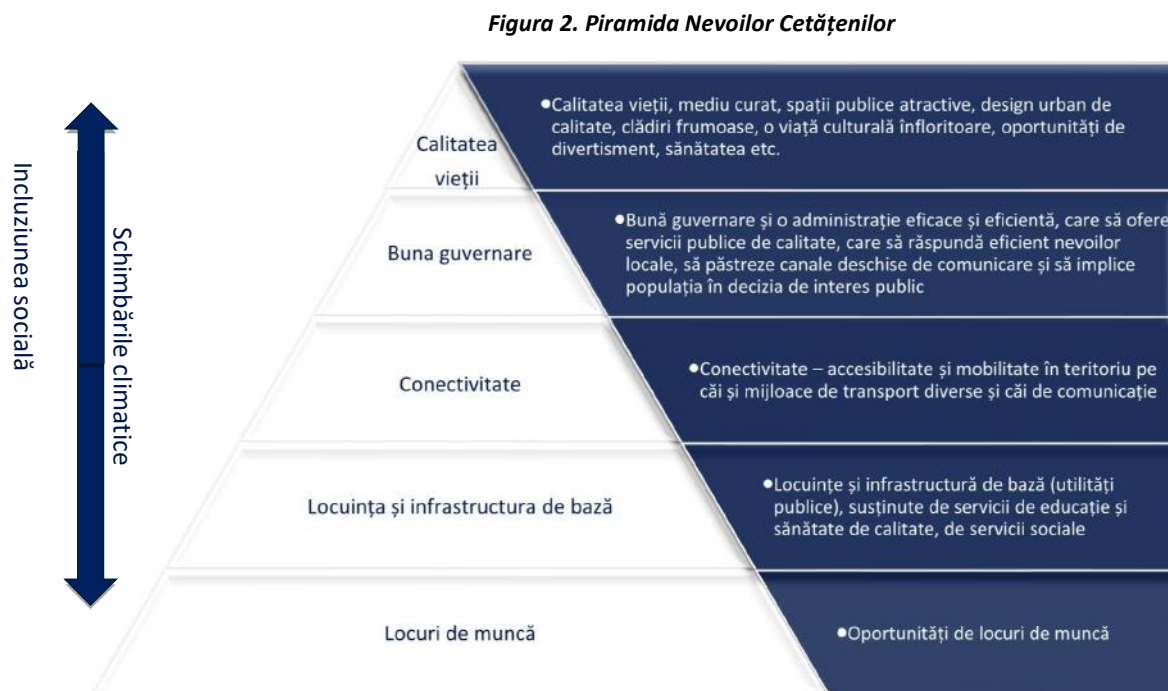 Figura 2. Piramida Nevoilor Cetățenilor
Incluziunea socială
Schimbările climatice
Calitatea
vieții
•Calitatea vieții, mediu curat, spații publice atractive, design urban de
calitate, clădiri frumoase, o viață culturală înfloritoare, oportunități de
divertisment, sănătatea etc.
Buna guvernare
•Bună guvernare și o administrație eficace și eficientă, care să ofere
servicii publice de calitate, care să răspundă eficient nevoilor
locale, să păstreze canale deschise de comunicare și să implice
populația în decizia de interes public
Conectivitate
•Conectivitate – accesibilitate și mobilitate în teritoriu pe
căi și mijloace de transport diverse și căi de comunicație
Locuința și infrastructura de bază
•Locuințe și infrastructură de bază (utilități
publice), susținute de servicii de educație și
sănătate de calitate, de servicii sociale
Locuri de muncă
•Oportunități de locuri de muncă